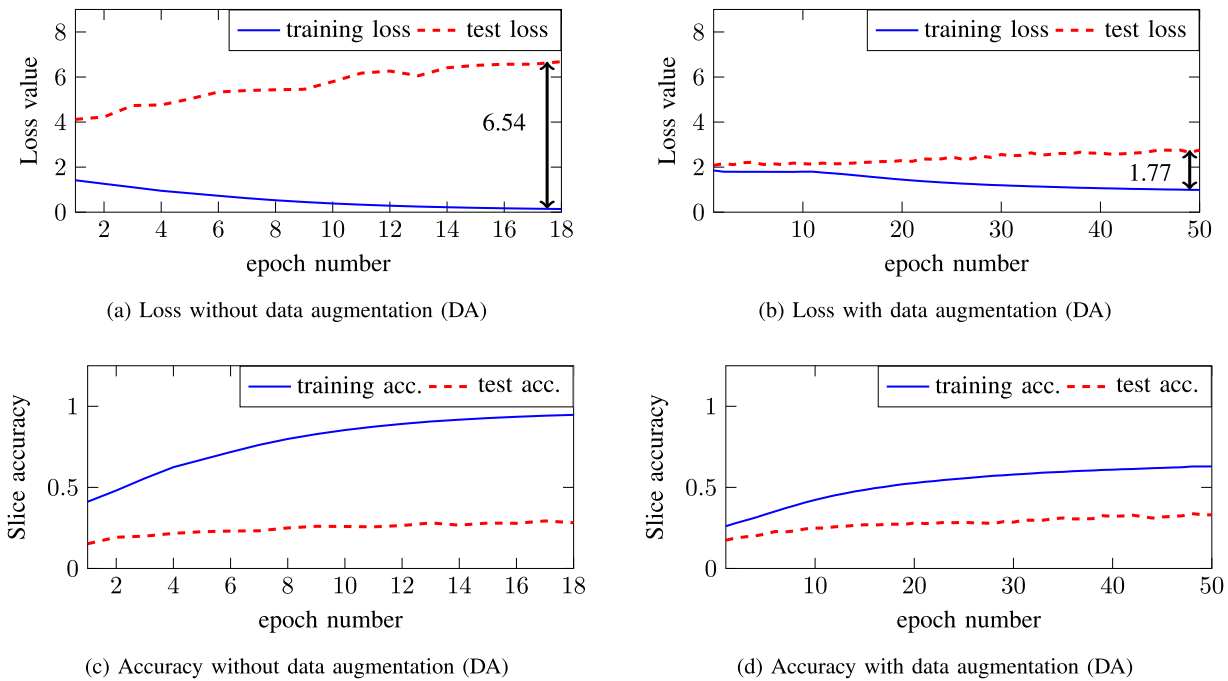 training loss test loss
8
6
4
2
0
Loss value
6.54
2 4 6 8 10 12 14 16 18
epoch number
(a) Loss without data augmentation (DA)
training loss test loss
8
6
4
2
0
Loss value
1.77
10 20 30 40 50
epoch number
(b) Loss with data augmentation (DA)
training acc. test acc.
1
0.5
0
Slice accuracy
2 4 6 8 10 12 14 16 18
epoch number
(c) Accuracy without data augmentation (DA)
training acc. test acc.
1
0.5
0
Slice accuracy
10 20 30 40 50
epoch number
(d) Accuracy with data augmentation (DA)